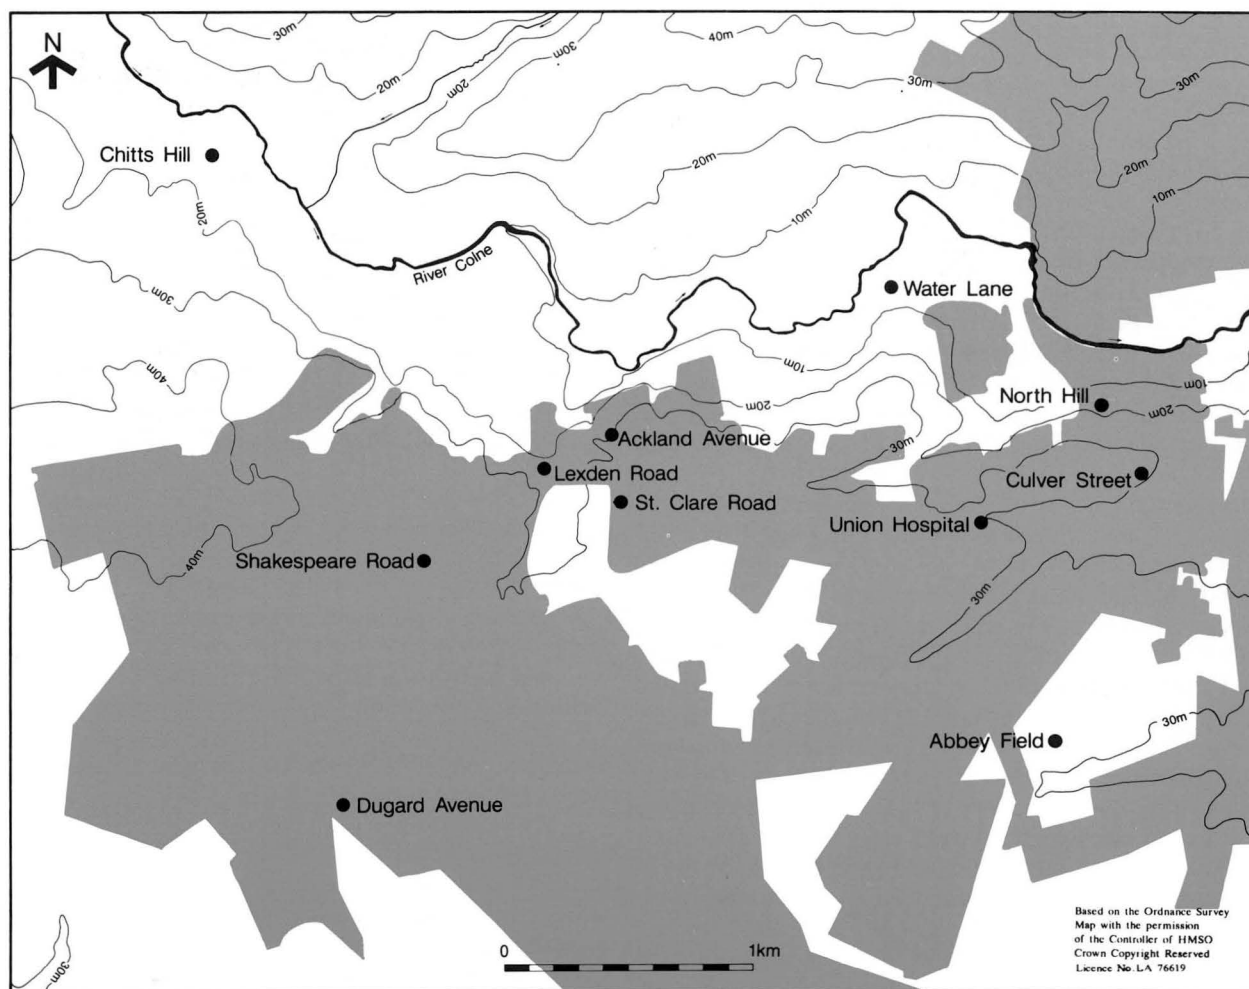 30m
40m
30m
30m
N
20m
20m
30m
30m
20m
Chitts Hill
20m
20m
10m
20m
10m
River Colne
30m
Water Lane
10m
40m
10m
North Hill
20m
20m
Ackland Avenue
30m
Lexden Road
Culver Street
St. Clare Road
Union Hospital
40m
Shakespeare Road
30m
30m
Abbey Field
Dugard Avenue
30m
0 1km
Based on the Ordnance Survey
Map with the permission
of the Controller of HMSO
Crown Copyright Reserved
Licence No. LA 76619